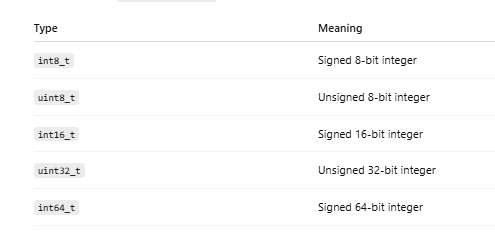 Type Meaning
int8_t Signed 8-bit integer
uint8_t Unsigned 8-bit integer
int16_t Signed 16-bit integer
uint32_t Unsigned 32-bit integer
int64_t Signed 64-bit integer